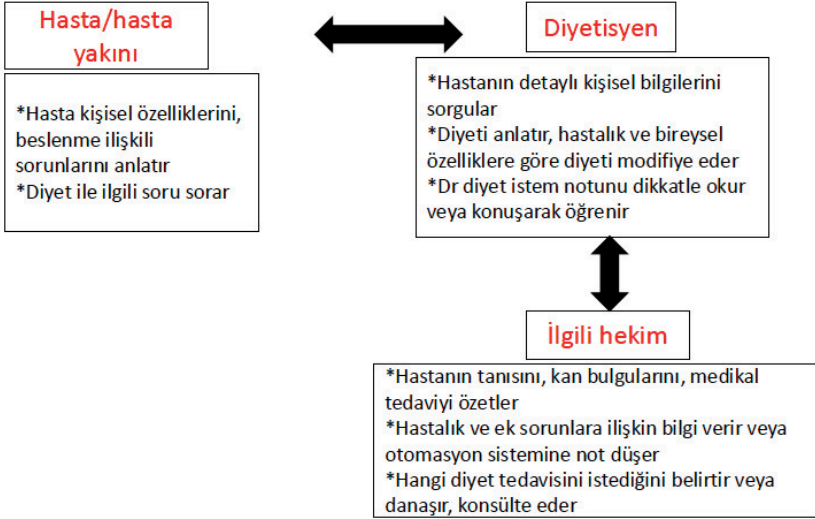 Hasta/hasta
yakını
*Hasta kişisel özelliklerini,
beslenme ilişkili
sorunlarını anlatır
*Diyet ile ilgili soru sorar
Diyetisyen
*Hastanın detaylı kişisel bilgilerini
sorgular
*Diyeti anlatır, hastalık ve bireysel
özelliklere göre diyeti modifiye eder
*Dr diyet istem notunu dikkatle okur
veya konuşarak öğrenir
İlgili hekim
*Hastanın tanısını, kan bulgularını, medikal
tedaviyi özetler
*Hastalık ve ek sorunlara ilişkin bilgi verir veya
otomasyon sistemine not düşer
*Hangi diyet tedavisini istediğini belirtir veya
danaşır, konsülte eder